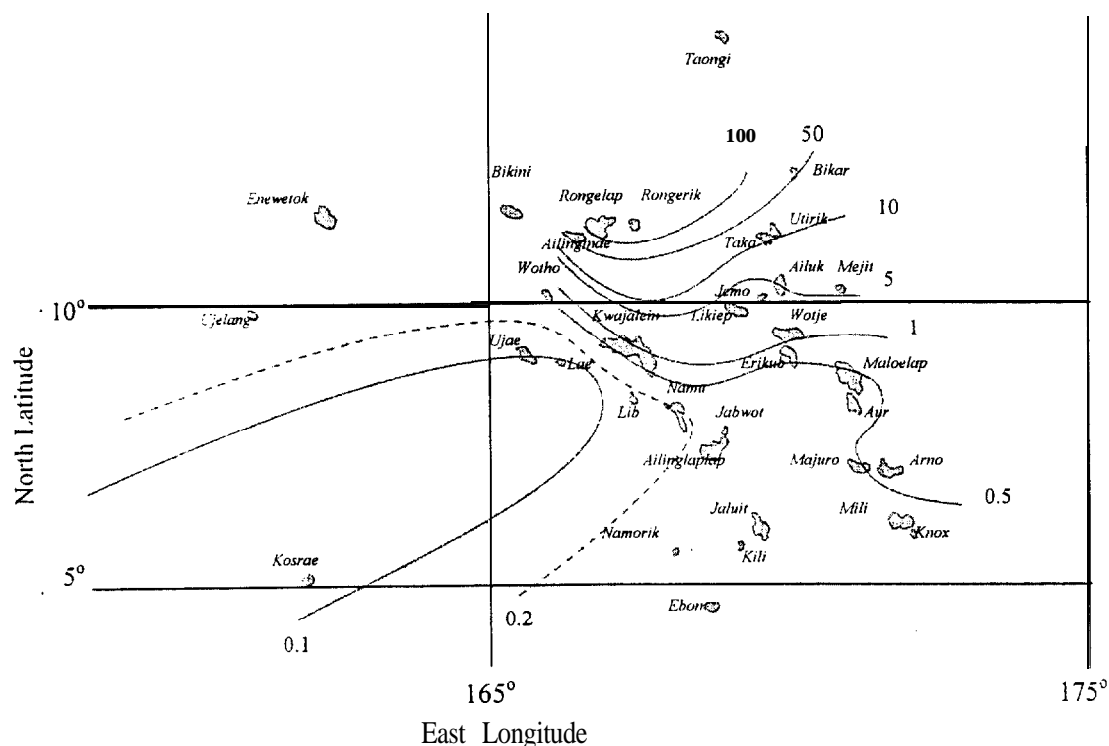 Taongi
100
50
Bikar
Bikini
Enewetok
Rongelap
Rongerik
10
Utirik
Ailinginae
Taka
Wotho
Ailuk
Mejit
5
Jemo
10°
Ujelang
Kwajalein
Likiep
Wotje
1
Ujae
Lae
Erikub
Maloelap
Namu
North Latitude
Lib
Jabwot
Aur
Ailinglaplap
Majuro
Arno
0.5
Jaluit
Mili
Namorik
Knox
Kosrae
Kili
5°
Ebon
0.1
0.2
165°
175°
East Longitude